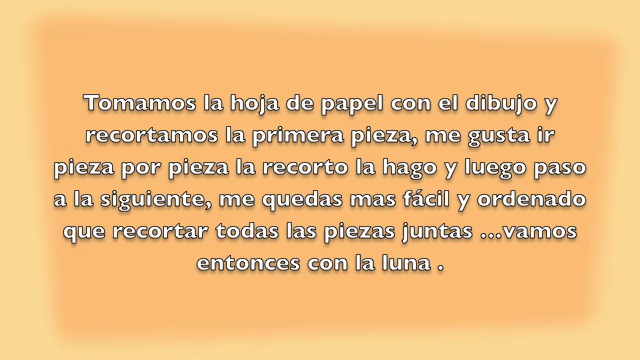 Tomamos la hoja de papel con el dibujo y
recortamos la primera pieza, me gusta ir
pieza por pieza la recorto la hago y luego paso
a la siguiente, me quedas mas fácil y ordenado
que recortar todas las piezas juntas ...vamos
entonces con la luna .